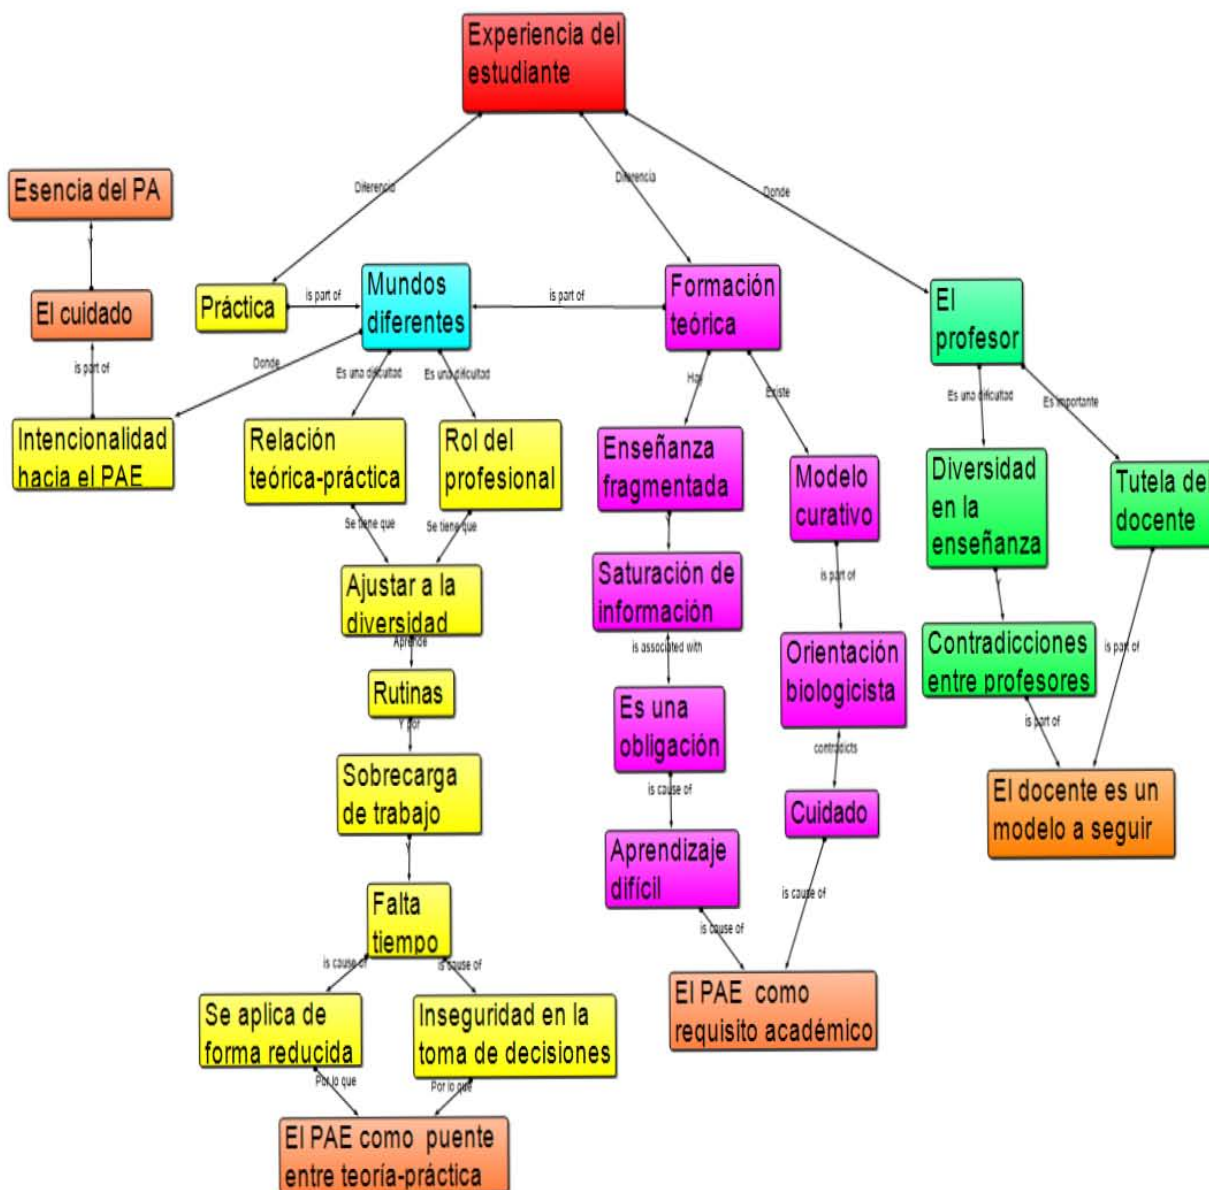 Experiencia del
estudiante
Diferencia
Diferencia
Donde
Esencia del PA
Y
El cuidado
is part of
Intencionalidad
hacia el PAE
Práctica
is part of
Mundos
diferentes
is part of
Formación
teórica
El
profesor
Donde
Es una dificultad
Es una dificultad
Hay
Existe
Es una dificultad
Es importante
Relación
teórica-práctica
Rol del
profesional
Se tiene que
Se tiene que
Ajustar a la
diversidad
Aprende
Rutinas
Y por
Sobrecarga
de trabajo
Y
Falta
tiempo
is cause of
is cause of
Se aplica de
forma reducida
Inseguridad en la
toma de decisiones
Por lo que
Por lo que
El PAE como puente
entre teoría-práctica
Enseñanza
fragmentada
Y
Saturación de
información
is associated with
Es una
obligación
is cause of
Aprendizaje
difícil
is cause of
Modelo
curativo
is part of
Orientación
biologicista
contradicts
Cuidado
is cause of
El PAE como
requisito académico
Diversidad
en la
enseñanza
Y
Contradicciones
entre profesores
is part of
Tutela de
docente
is part of
El docente es un
modelo a seguir